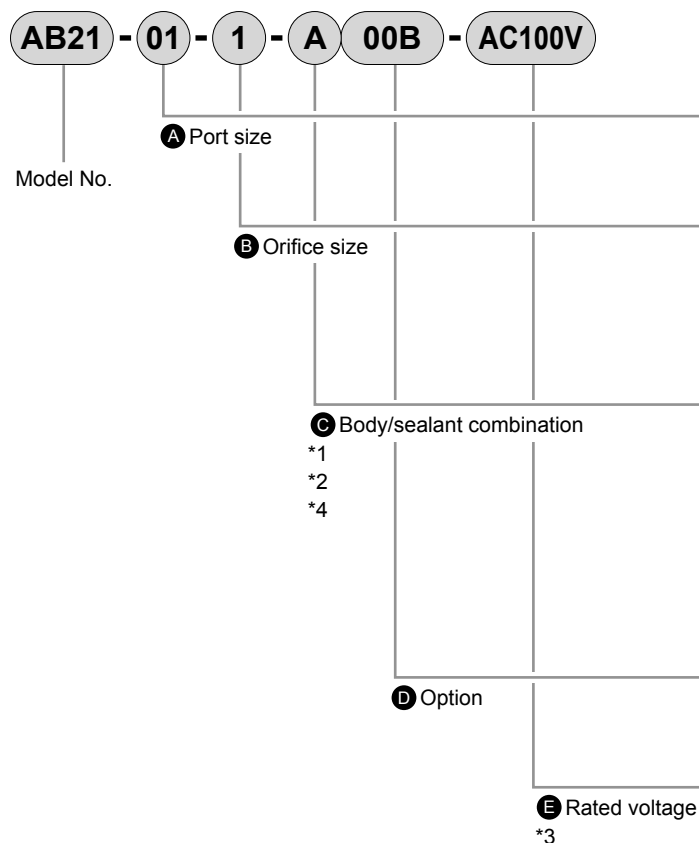 AB21 - 01 - 1 - A 00B - AC100V
A Port size
Model No.
B Orifice size
C Body/sealant combination
*1
*2
*4
D Option
E Rated voltage
*3